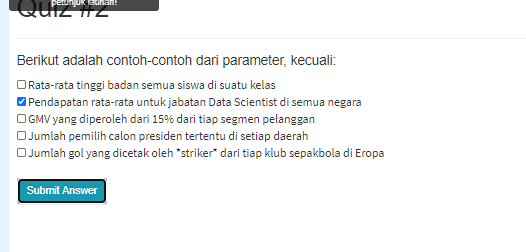 petunjuk latihan!
Quiz #2
Berikut adalah contoh-contoh dari parameter, kecuali:
Rata-rata tinggi badan semua siswa di suatu kelas
Pendapatan rata-rata untuk jabatan Data Scientist di semua negara
GMV yang diperoleh dari 15% dari tiap segmen pelanggan
Jumlah pemilih calon presiden tertentu di setiap daerah
Jumlah gol yang dicetak oleh *striker* dari tiap klub sepakbola di Eropa
Submit Answer